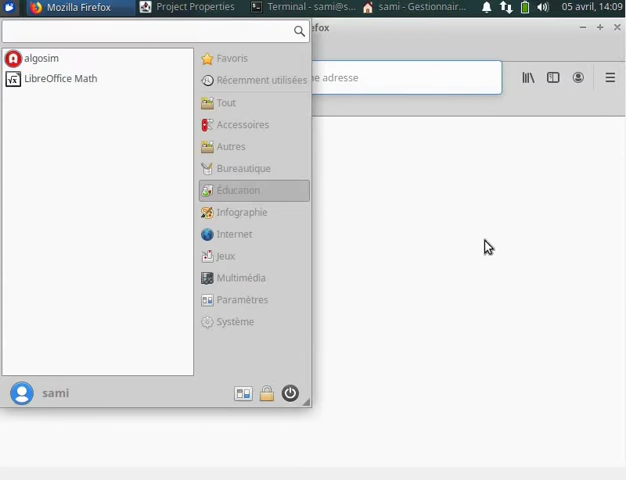 Mozilla Firefox
Project Properties
Terminal - sami@s...
sami - Gestionnair...
05 avril, 14:09
efox
ne adresse
algosim
LibreOffice Math
Favoris
Récemment utilisées
Tout
Accessoires
Autres
Bureautique
Éducation
Infographie
Internet
Jeux
Multimédia
Paramètres
Système
sami